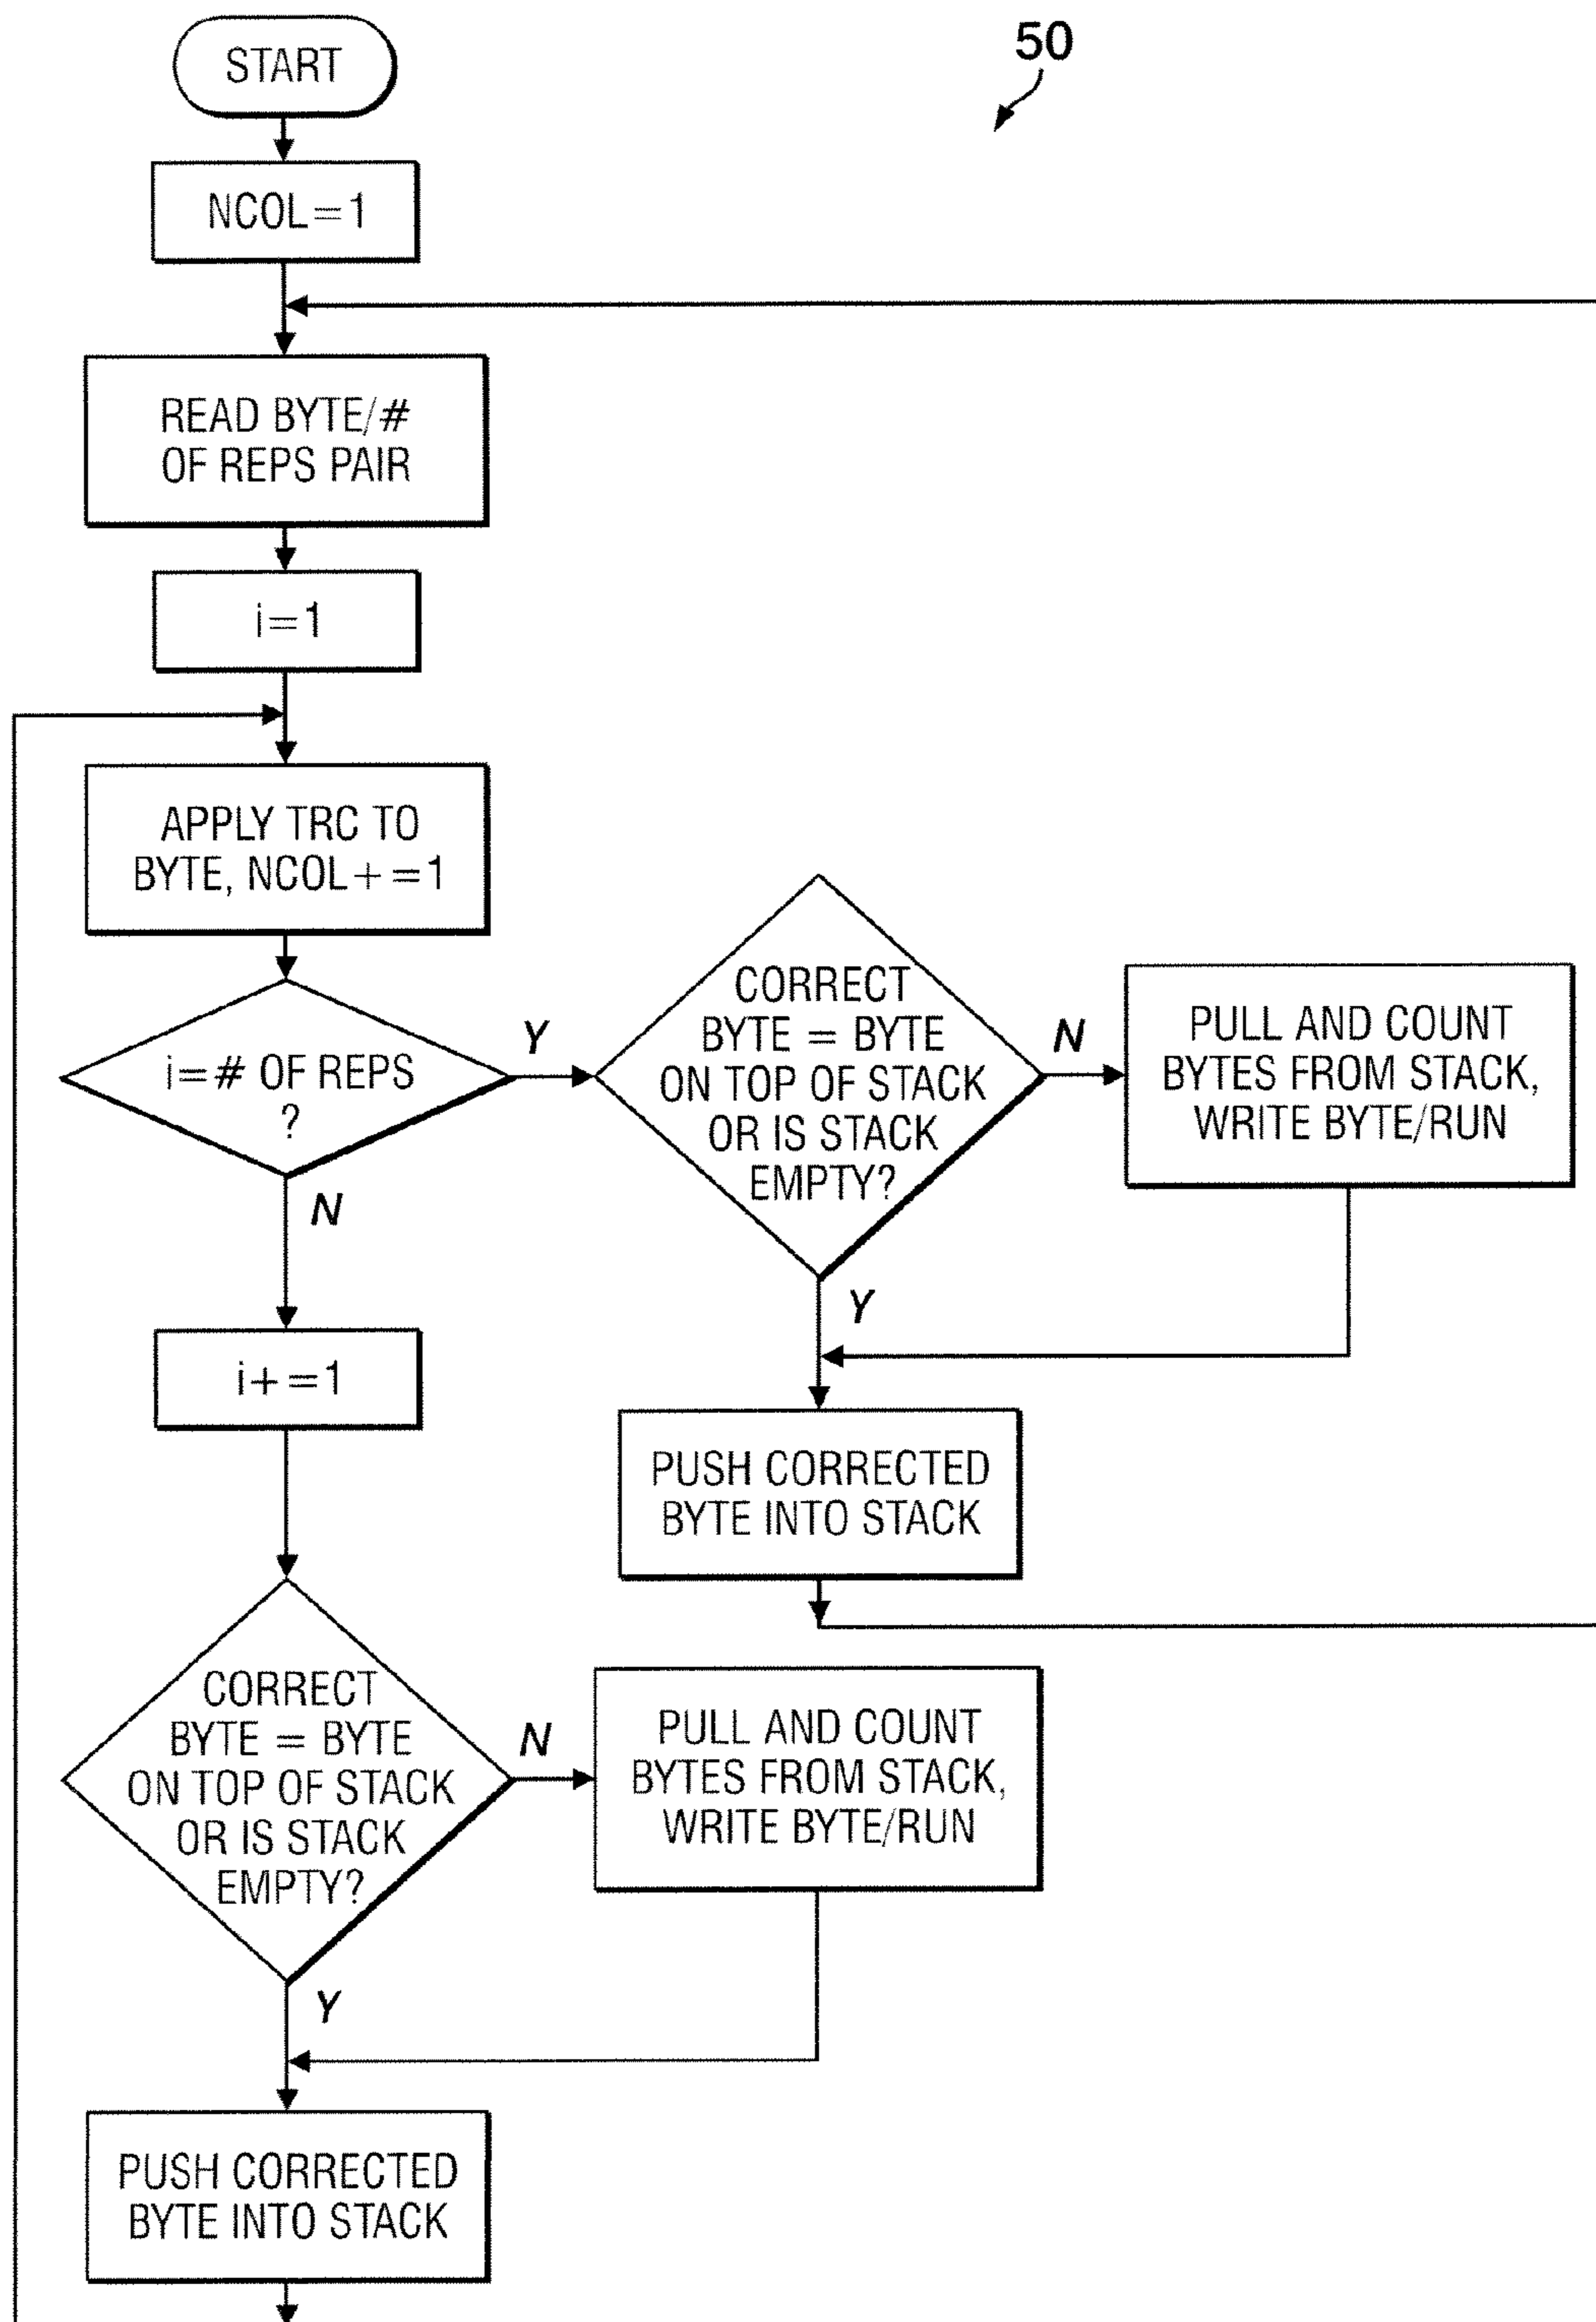 50
START
NCOL=1
READ BYTE/#
OF REPS PAIR
i=1
APPLY TRC TO
BYTE, NCOL+=1
i=# OF REPS
?
Y
N
CORRECT
BYTE = BYTE
ON TOP OF STACK
OR IS STACK
EMPTY?
N
Y
PULL AND COUNT
BYTES FROM STACK,
WRITE BYTE/RUN
PUSH CORRECTED
BYTE INTO STACK
i+=1
CORRECT
BYTE = BYTE
ON TOP OF STACK
OR IS STACK
EMPTY?
N
Y
PULL AND COUNT
BYTES FROM STACK,
WRITE BYTE/RUN
PUSH CORRECTED
BYTE INTO STACK